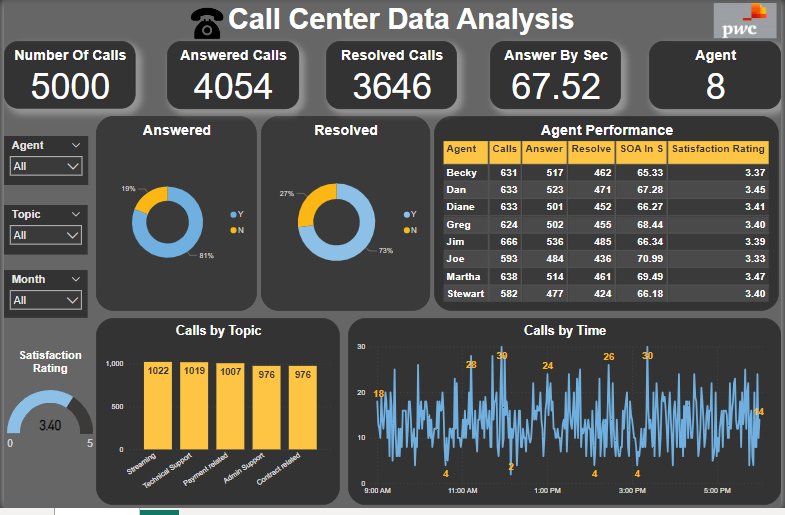 Call Center Data Analysis
pwc
Number Of Calls
5000
Answered Calls
4054
Resolved Calls
3646
Answer By Sec
67.52
Agent
8
Agent
All
Topic
All
Month
All
Satisfaction
Rating
3.40
0 5
Answered
19%
81%
Y
N
Resolved
27%
73%
Y
N
Agent Performance
Agent Calls Answer Resolve SOA In S Satisfaction Rating
Becky 631 517 462 65.33 3.37
Dan 633 523 471 67.28 3.45
Diane 633 501 452 66.27 3.41
Greg 624 502 455 68.44 3.40
Jim 666 536 485 66.34 3.39
Joe 593 484 436 70.99 3.33
Martha 638 514 461 69.49 3.47
Stewart 582 477 424 66.18 3.40
Calls by Topic
1,000
500
0
1022 1019 1007 976 976
Streaming
Technical Support
Payment related
Admin Support
Contract related
Calls by Time
30
20
10
0
18 28 30 24 26 30 14
4 2 4 4
9:00 AM 11:00 AM 1:00 PM 3:00 PM 5:00 PM